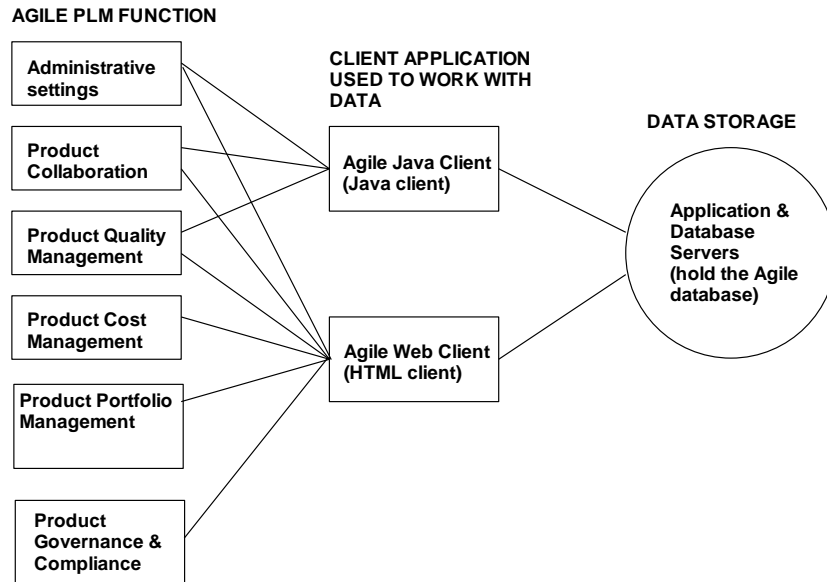 AGILE PLM FUNCTION
Administrative
settings
Product
Collaboration
Product Quality
Management
Product Cost
Management
Product Portfolio
Management
Product
Governance &
Compliance
CLIENT APPLICATION
USED TO WORK WITH
DATA
Agile Java Client
(Java client)
Agile Web Client
(HTML client)
DATA STORAGE
Application &
Database
Servers
(hold the Agile
database)